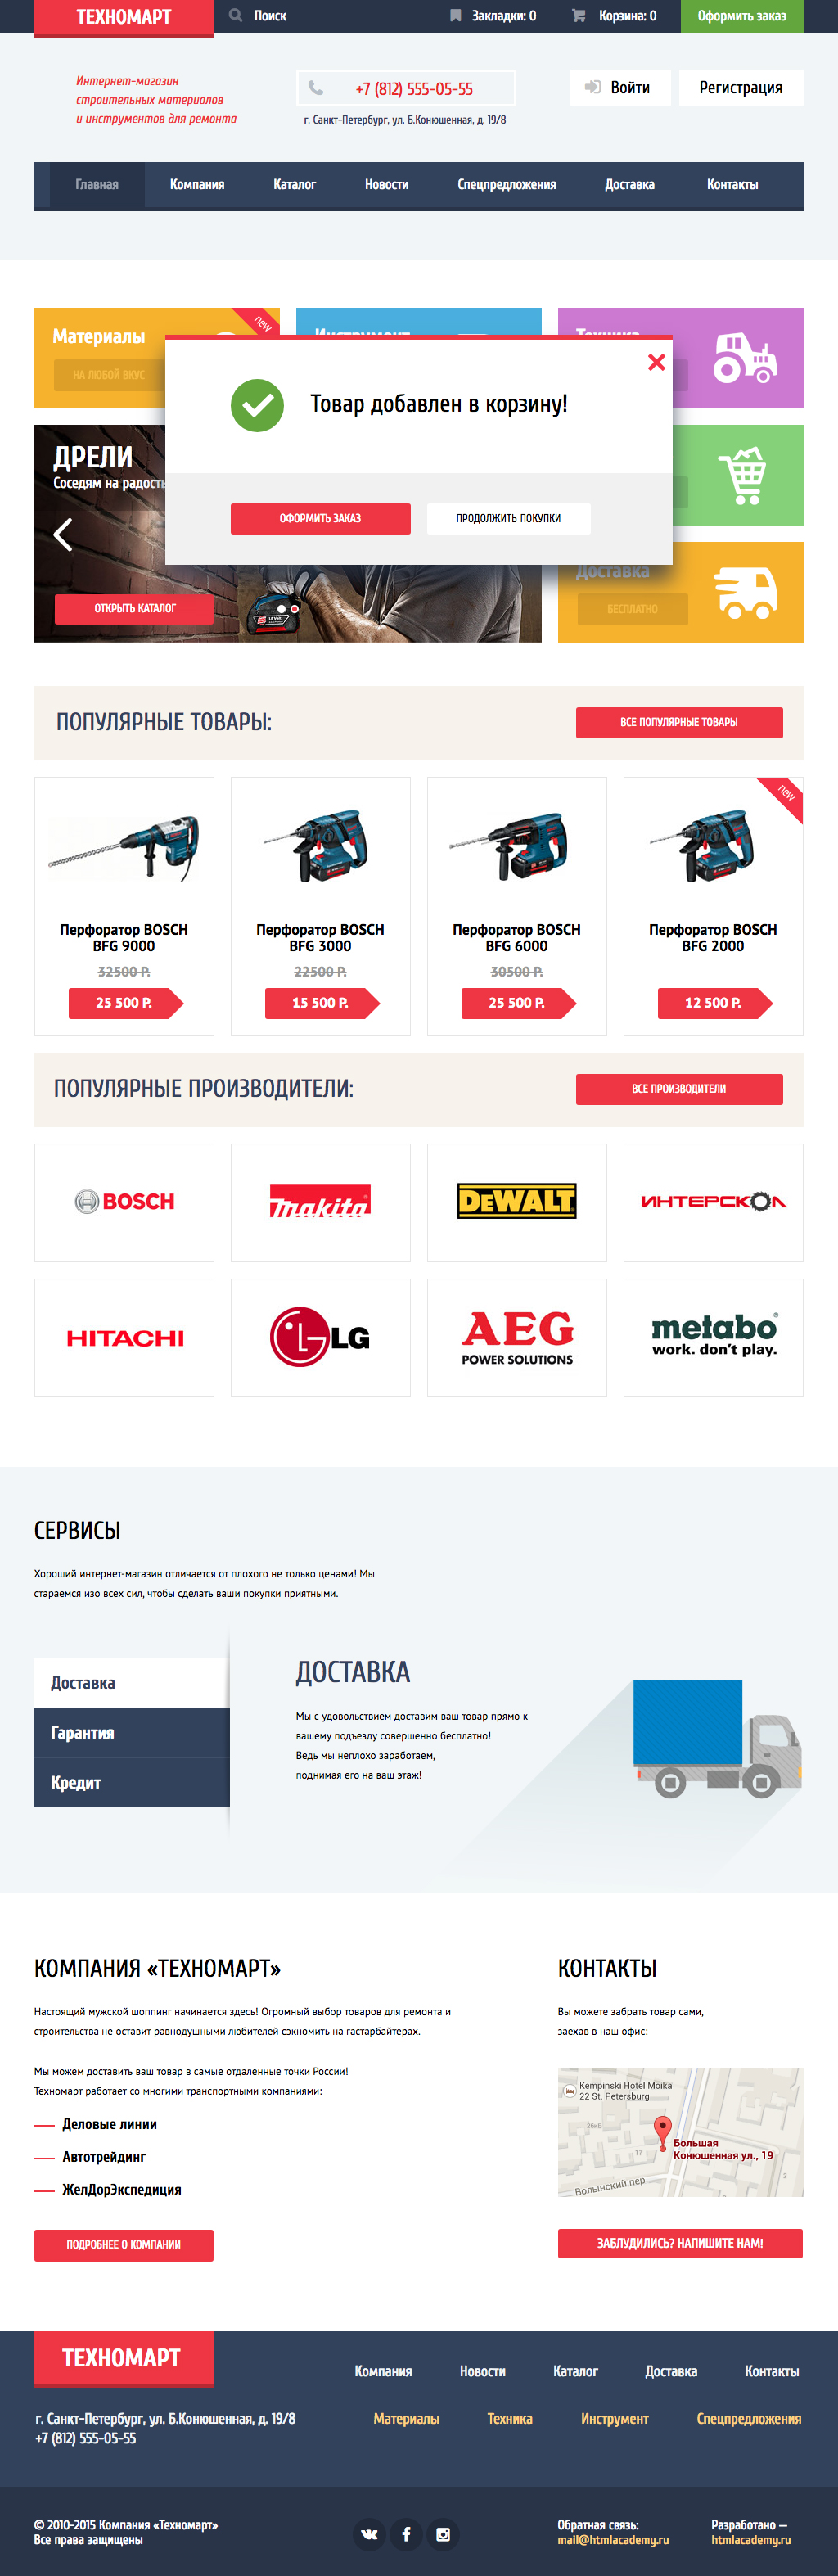 ТЕХНОМАРТ
Поиск
Закладки: 0
Корзина: 0
Оформить заказ
Интернет-магазин
строительных материалов
и инструментов для ремонта
+7 (812) 555-05-55
г. Санкт-Петербург, ул. Б.Конюшенная, д. 19/8
Войти
Регистрация
Главная
Компания
Каталог
Новости
Спецпредложения
Доставка
Контакты
Материалы
new
НА ЛЮБОЙ ВКУС
Инструмент
Техника
Товар добавлен в корзину!
ОФОРМИТЬ ЗАКАЗ
ПРОДОЛЖИТЬ ПОКУПКИ
ДРЕЛИ
Соседям на радость
ОТКРЫТЬ КАТАЛОГ
Доставка
БЕСПЛАТНО
ПОПУЛЯРНЫЕ ТОВАРЫ:
ВСЕ ПОПУЛЯРНЫЕ ТОВАРЫ
new
Перфоратор BOSCH
BFG 9000
32500 Р.
25 500 Р.
Перфоратор BOSCH
BFG 3000
22500 Р.
15 500 Р.
Перфоратор BOSCH
BFG 6000
30500 Р.
25 500 Р.
Перфоратор BOSCH
BFG 2000
12 500 Р.
ПОПУЛЯРНЫЕ ПРОИЗВОДИТЕЛИ:
ВСЕ ПРОИЗВОДИТЕЛИ
BOSCH
makita
DEWALT
ИНТЕРСКОЛ
HITACHI
LG
AEG
POWER SOLUTIONS
metabo
work. don't play.
СЕРВИСЫ
Хороший интернет-магазин отличается от плохого не только ценами! Мы
стараемся изо всех сил, чтобы сделать ваши покупки приятными.
Доставка
Гарантия
Кредит
ДОСТАВКА
Мы с удовольствием доставим ваш товар прямо к
вашему подъезду совершенно бесплатно!
Ведь мы неплохо заработаем,
поднимая его на ваш этаж!
КОМПАНИЯ «ТЕХНОМАРТ»
Настоящий мужской шоппинг начинается здесь! Огромный выбор товаров для ремонта и
строительства не оставит равнодушными любителей сэкномить на гастарбайтерах.
Мы можем доставить ваш товар в самые отдаленные точки России!
Техномарт работает со многими транспортными компаниями:
Деловые линии
Автотрейдинг
ЖелДорЭкспедиция
ПОДРОБНЕЕ О КОМПАНИИ
КОНТАКТЫ
Вы можете забрать товар сами,
заехав в наш офис:
Kempinski Hotel Moika
22 St. Petersburg
26к5
17
2
Большая
Конюшенная ул., 19
Волынский пер.
ЗАБЛУДИЛИСЬ? НАПИШИТЕ НАМ!
ТЕХНОМАРТ
Компания
Новости
Каталог
Доставка
Контакты
г. Санкт-Петербург, ул. Б.Конюшенная, д. 19/8
+7 (812) 555-05-55
Материалы
Техника
Инструмент
Спецпредложения
© 2010-2015 Компания «Техномарт»
Все права защищены
Обратная связь:
mail@htmlacademy.ru
Разработано —
htmlacademy.ru